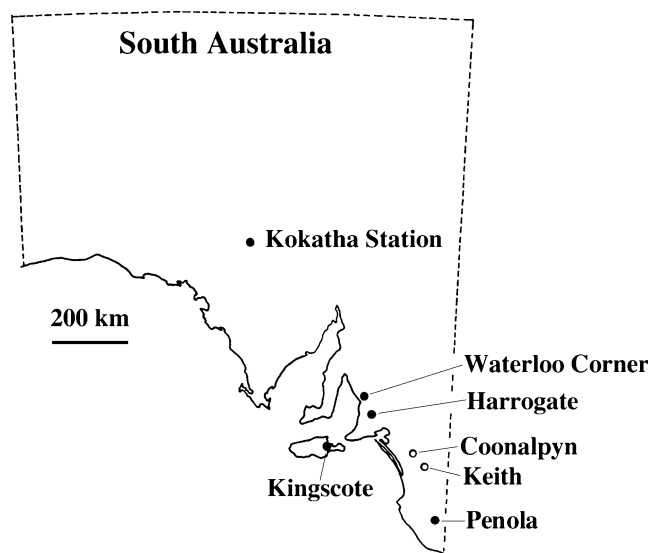 South Australia
Kokatha Station
200 km
Waterloo Corner
Harrogate
Coonalpyn
Keith
Kingscote
Penola